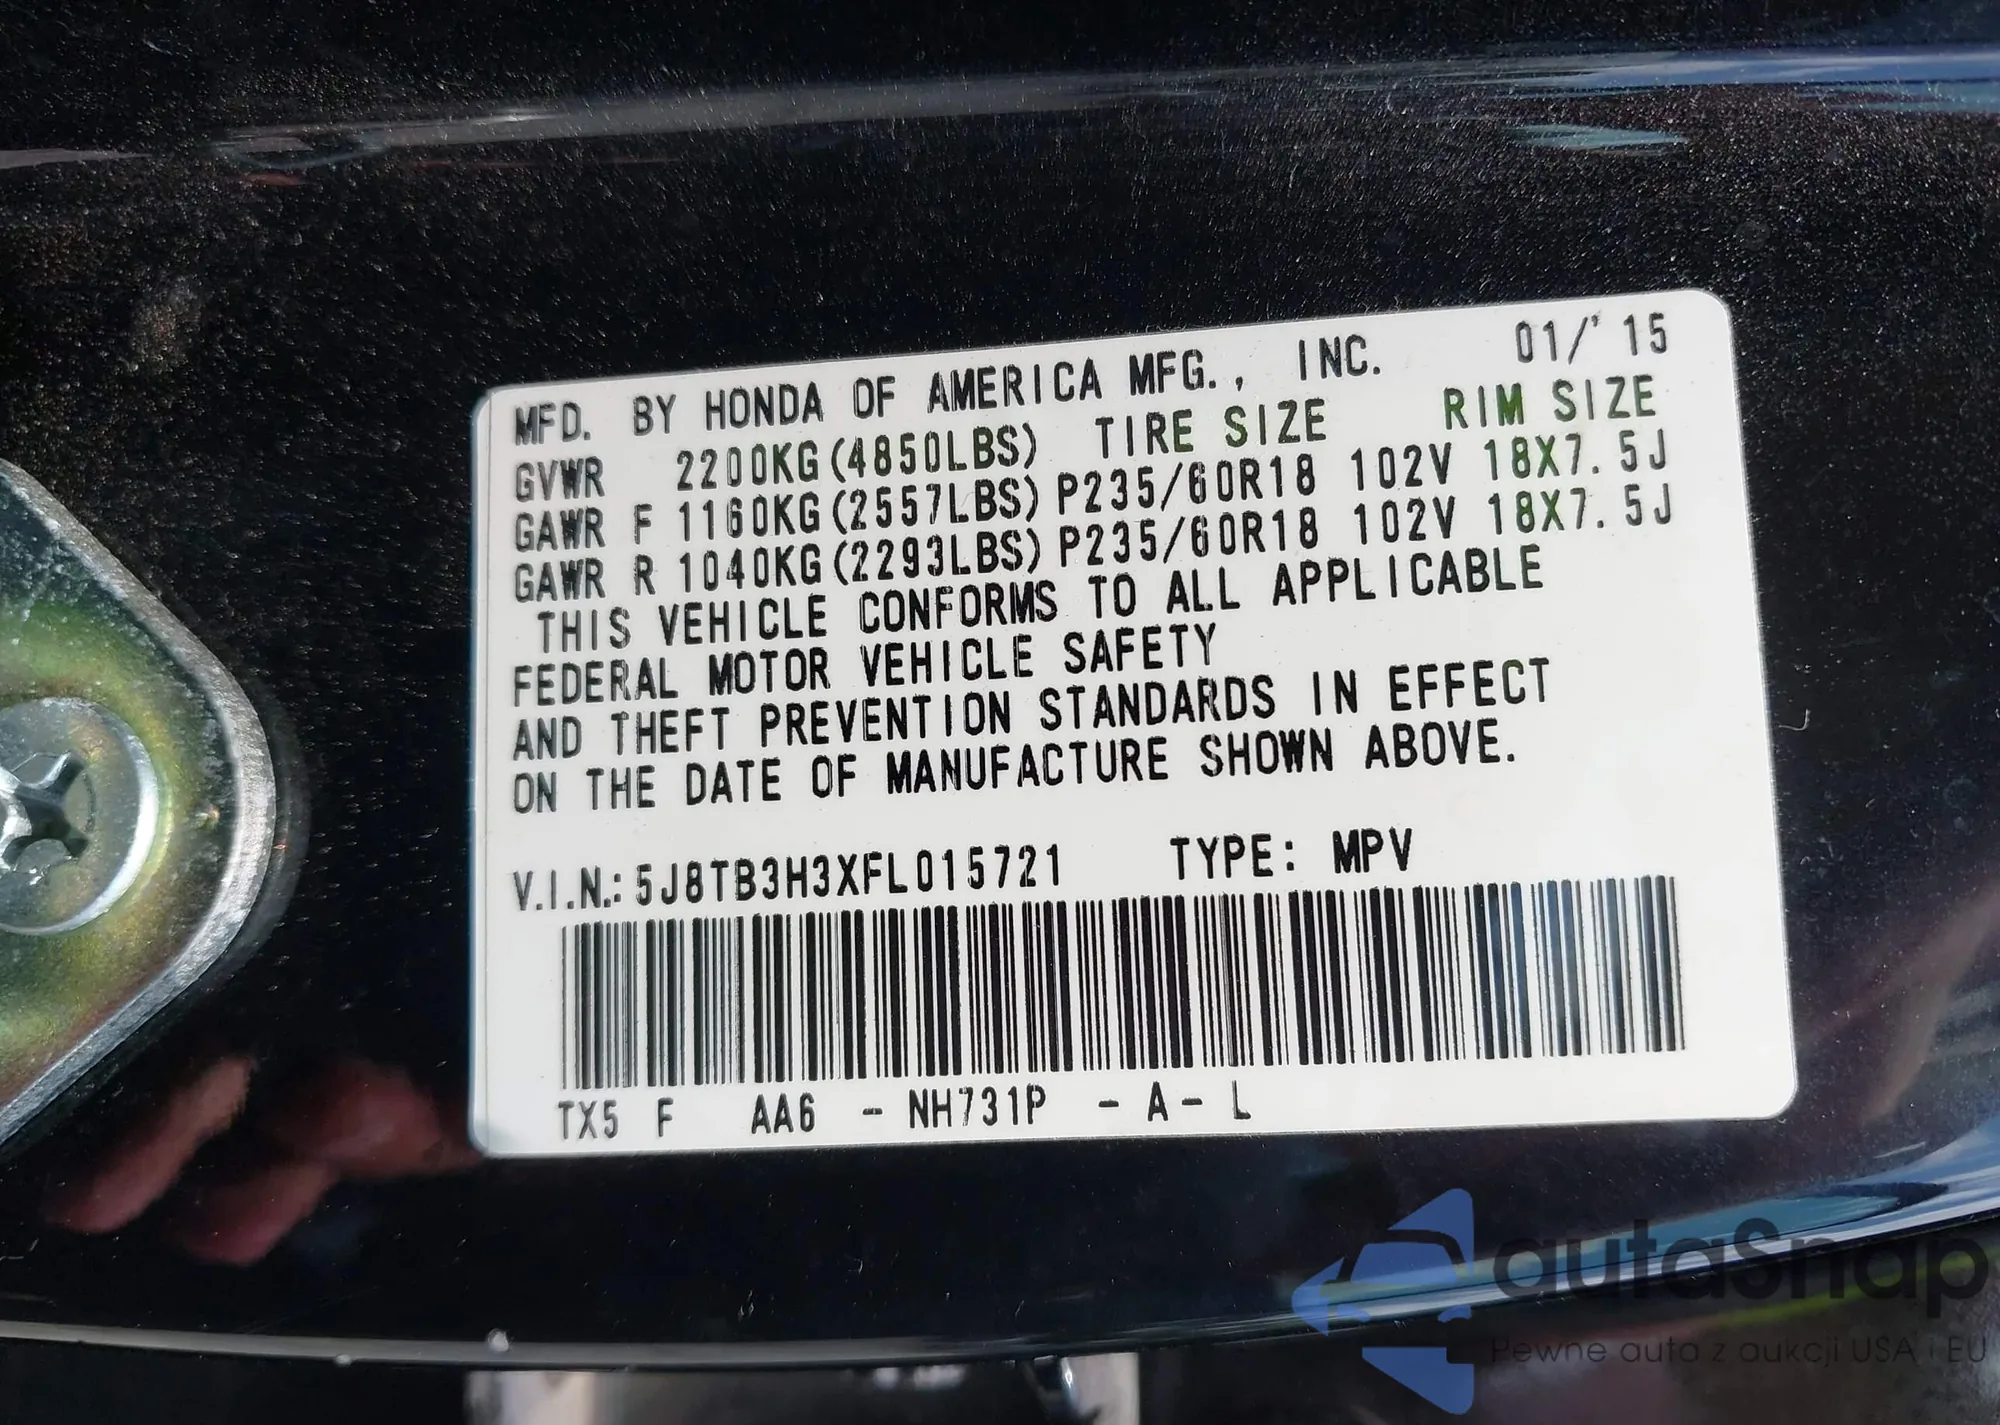 MFD. BY HONDA OF AMERICA MFG., INC. 01/'15
GVWR 2200KG(4850LBS) TIRE SIZE RIM SIZE
GAWR F 1160KG(2557LBS) P235/60R18 102V 18X7.5J
GAWR R 1040KG(2293LBS) P235/60R18 102V 18X7.5J
THIS VEHICLE CONFORMS TO ALL APPLICABLE
FEDERAL MOTOR VEHICLE SAFETY
AND THEFT PREVENTION STANDARDS IN EFFECT
ON THE DATE OF MANUFACTURE SHOWN ABOVE.
V.I.N.: 5J8TB3H3XFL015721 TYPE: MPV
TX5 F AA6 - NH731P - A - L
autaSnap
Pewne auta z aukcji USA i EU